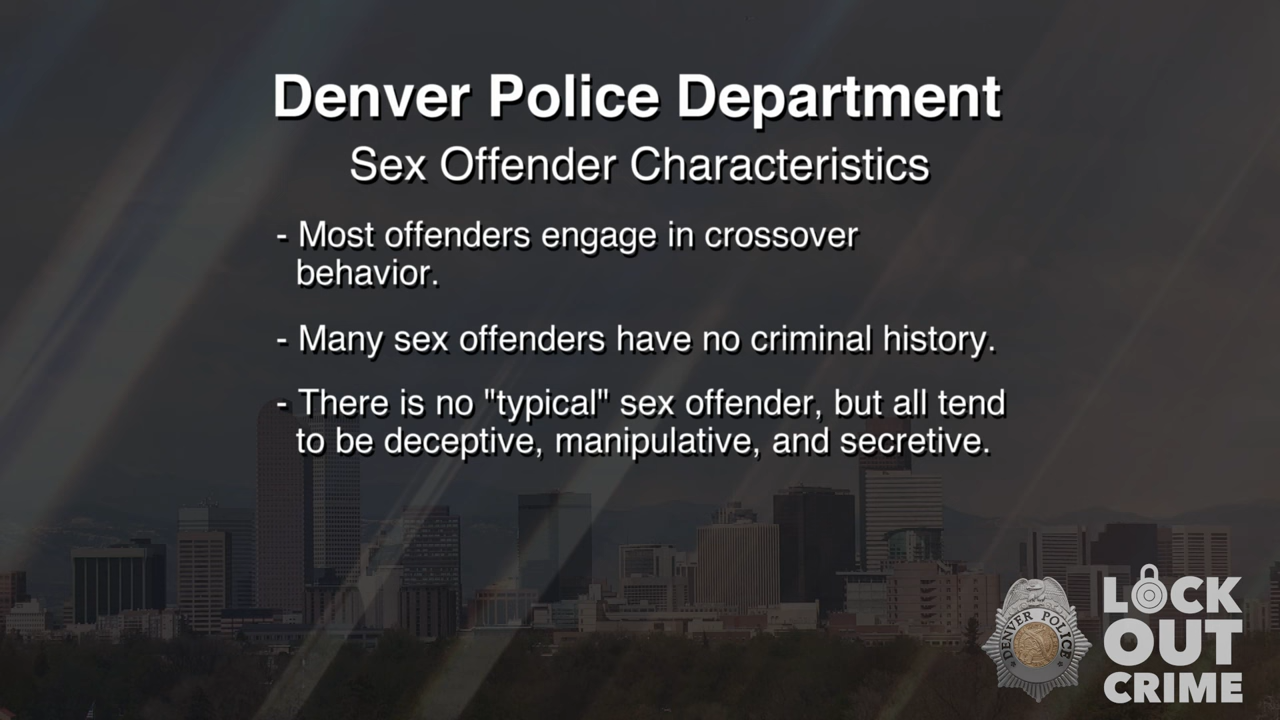 Denver Police Department
Sex Offender Characteristics
- Most offenders engage in crossover
behavior.
- Many sex offenders have no criminal history.
- There is no "typical" sex offender, but all tend
to be deceptive, manipulative, and secretive.
DENVER POLICE
LOCK
OUT
CRIME